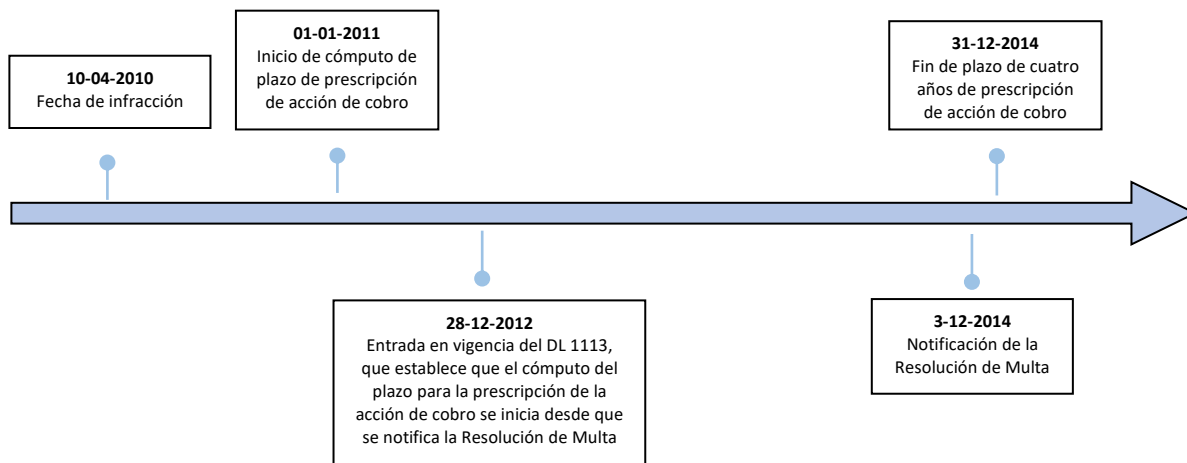 10-04-2010
Fecha de infracción
01-01-2011
Inicio de cómputo de
plazo de prescripción
de acción de cobro
31-12-2014
Fin de plazo de cuatro
años de prescripción
de acción de cobro
28-12-2012
Entrada en vigencia del DL 1113,
que establece que el cómputo del
plazo para la prescripción de la
acción de cobro se inicia desde que
se notifica la Resolución de Multa
3-12-2014
Notificación de la
Resolución de Multa